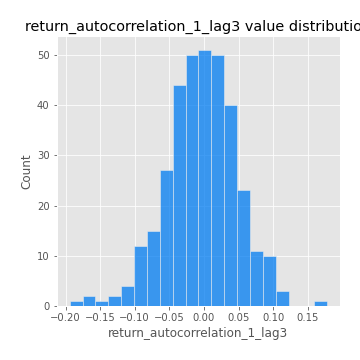 return_autocorrelation_1_lag3 value distributio
50
40
30
20
10
0
Count
−0.20 −0.15 −0.10 −0.05 0.00 0.05 0.10 0.15
return_autocorrelation_1_lag3